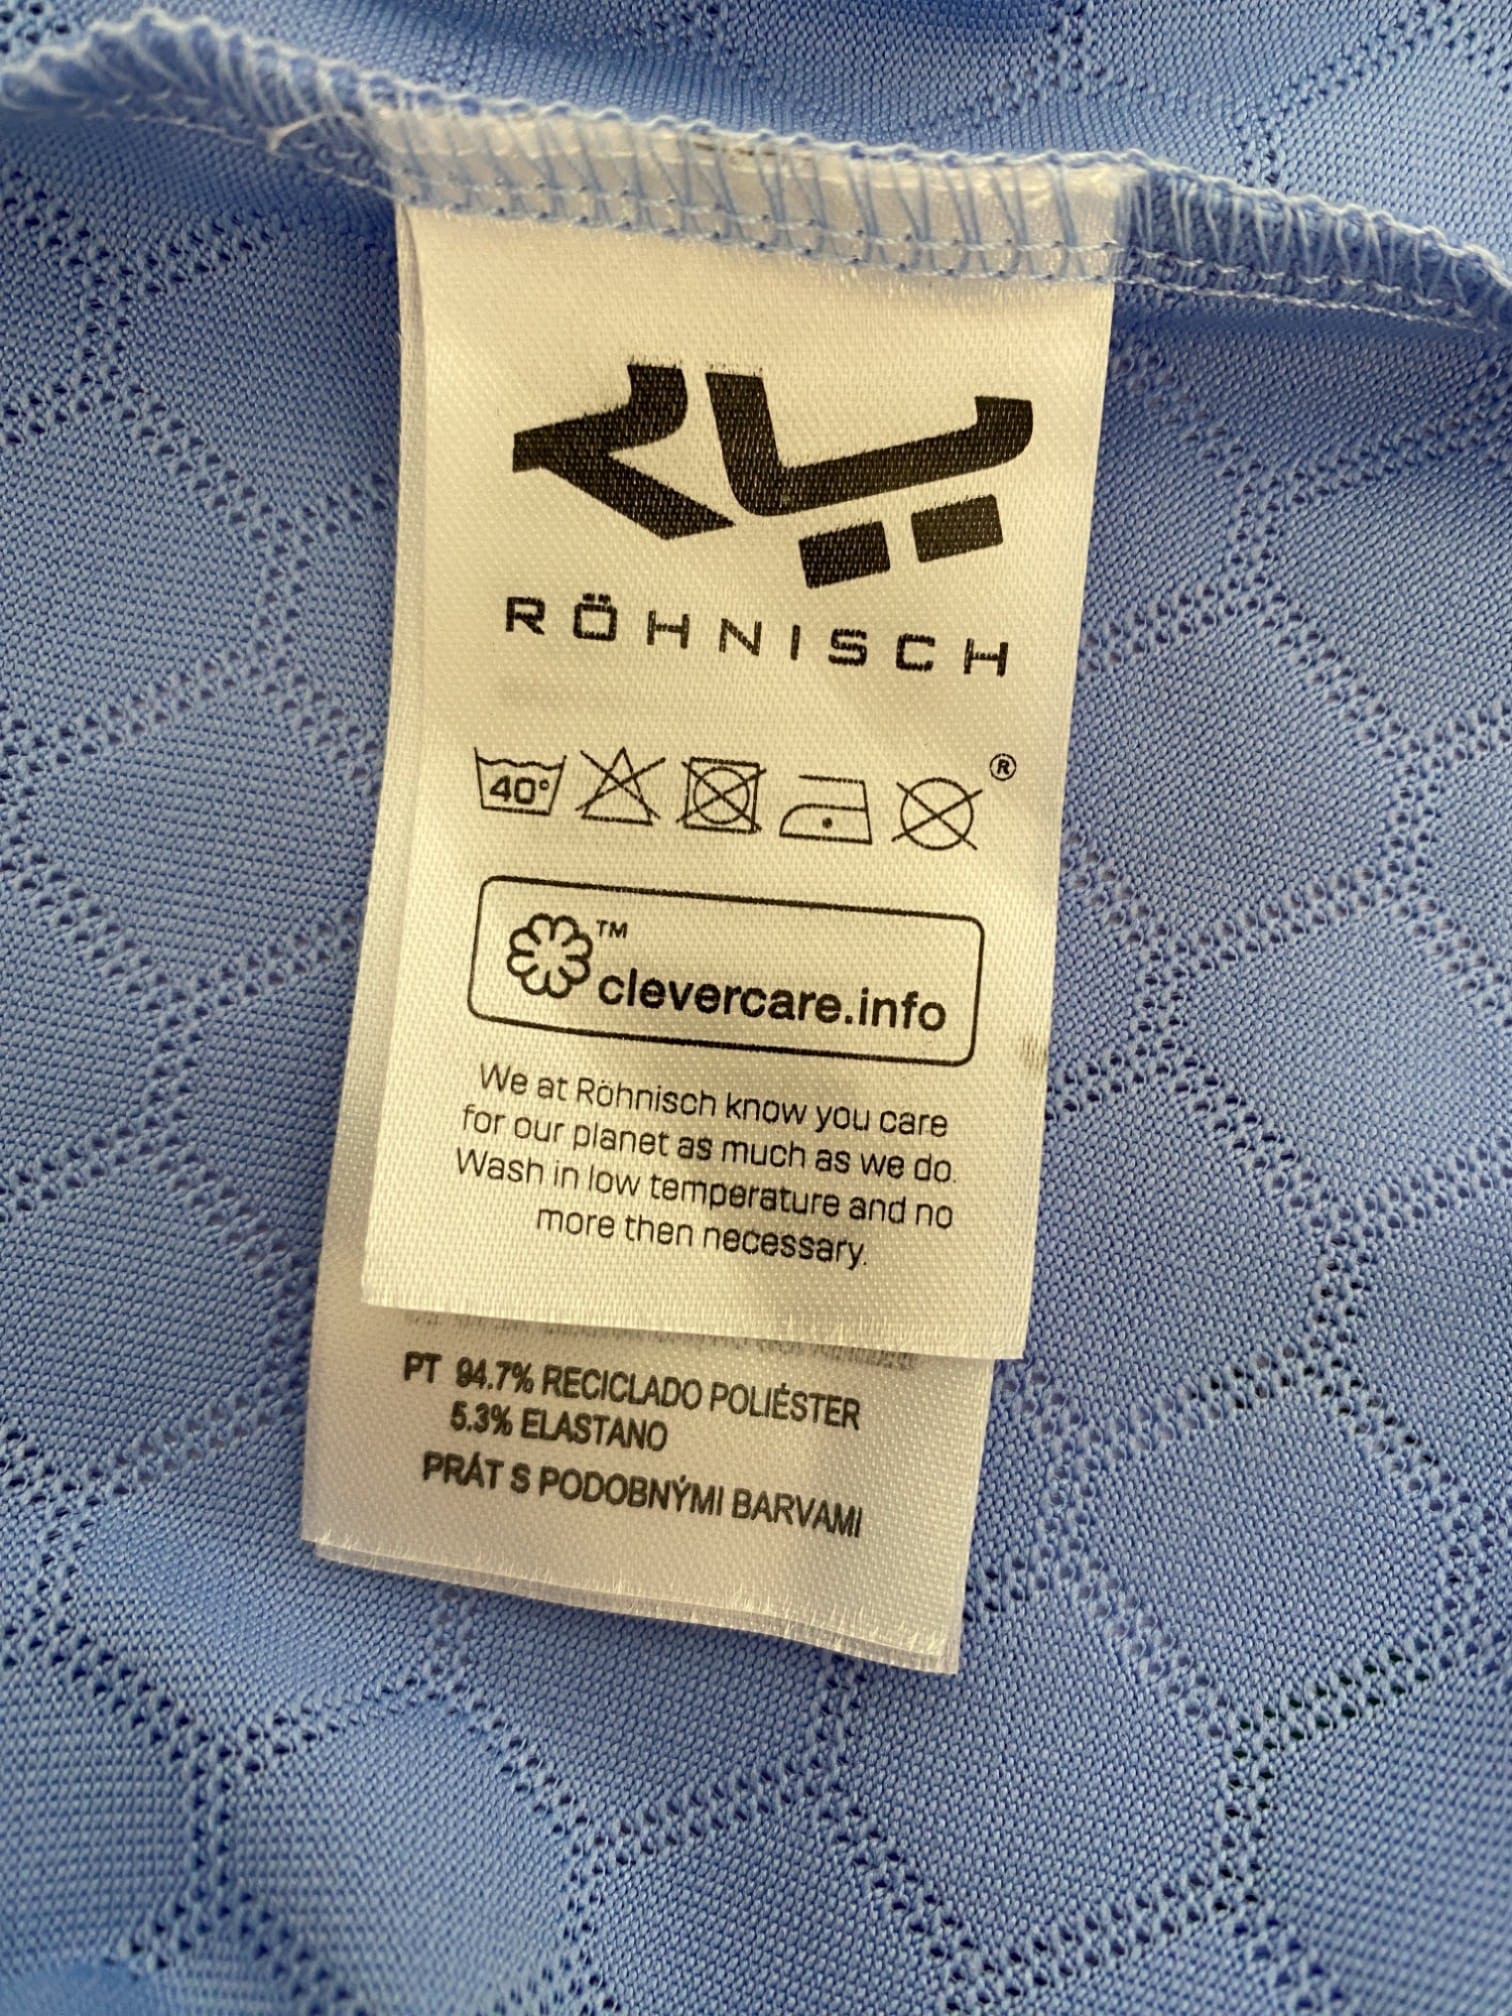 RÖHNISCH
40°
®
™
clevercare.info
We at Röhnisch know you care
for our planet as much as we do.
Wash in low temperature and no
more then necessary.
PT 94.7% RECICLADO POLIÉSTER
5.3% ELASTANO
PRÁT S PODOBNÝMI BARVAMI